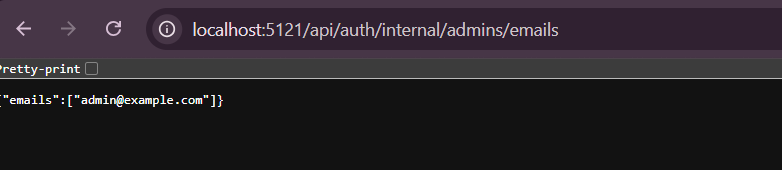 localhost:5121/api/auth/internal/admins/emails
Pretty-print
{"emails":["admin@example.com"]}